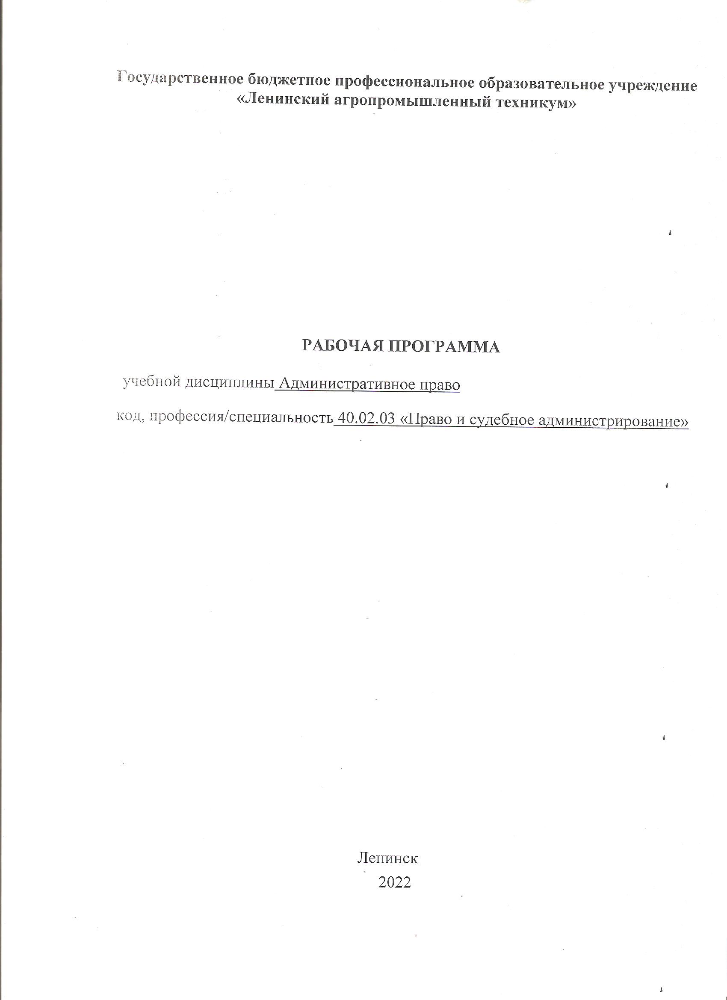 Государственное бюджетное профессиональное образовательное учреждение
«Ленинский агропромышленный техникум»
РАБОЧАЯ ПРОГРАММА
учебной дисциплины Административное право
код, профессия/специальность 40.02.03 «Право и судебное администрирование»
Ленинск
2022